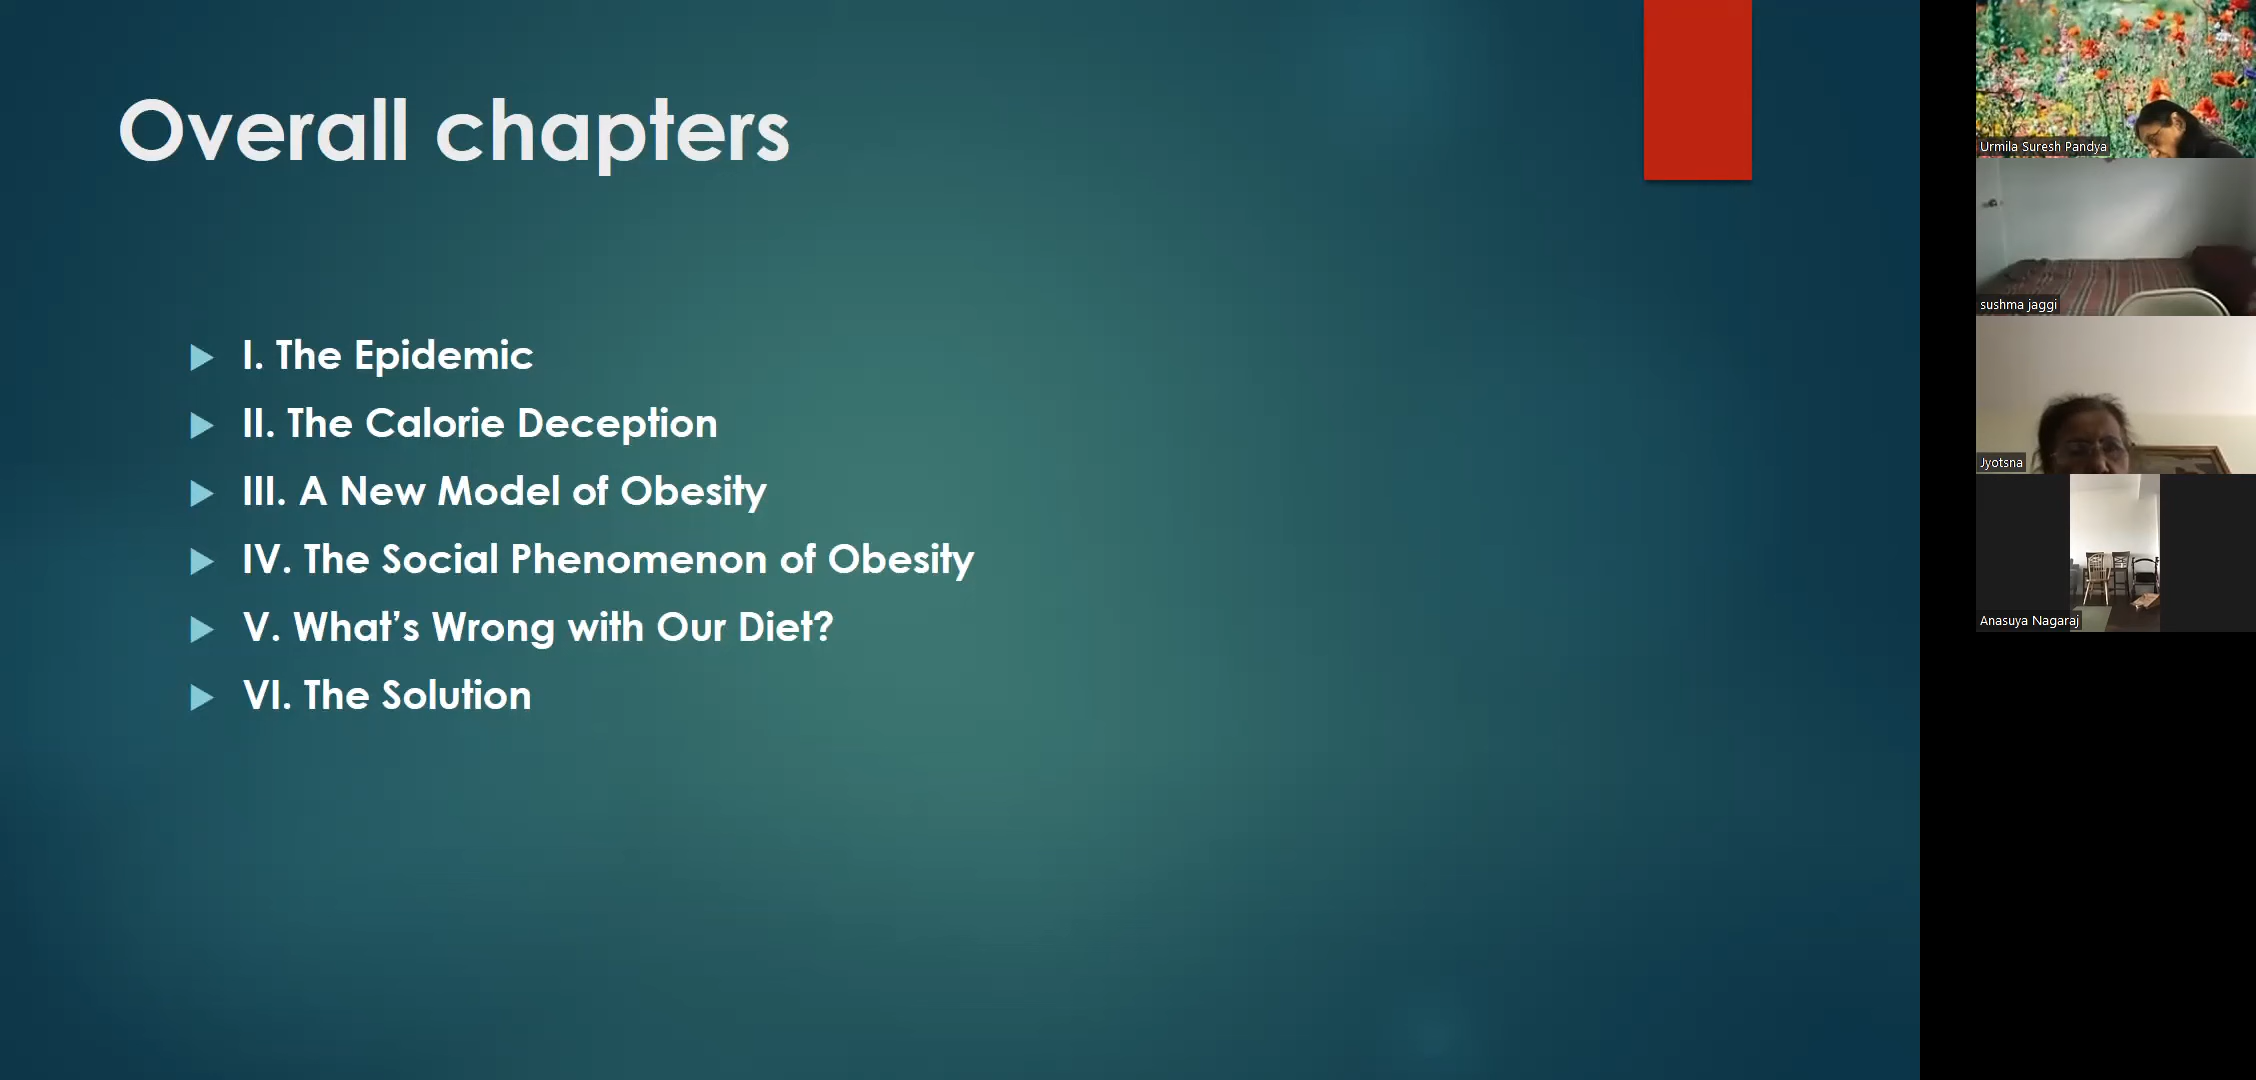 Overall chapters
I. The Epidemic
II. The Calorie Deception
III. A New Model of Obesity
IV. The Social Phenomenon of Obesity
V. What’s Wrong with Our Diet?
VI. The Solution
Urmila Suresh Pandya
sushma jaggi
Jyotsna
Anasuya Nagaraj